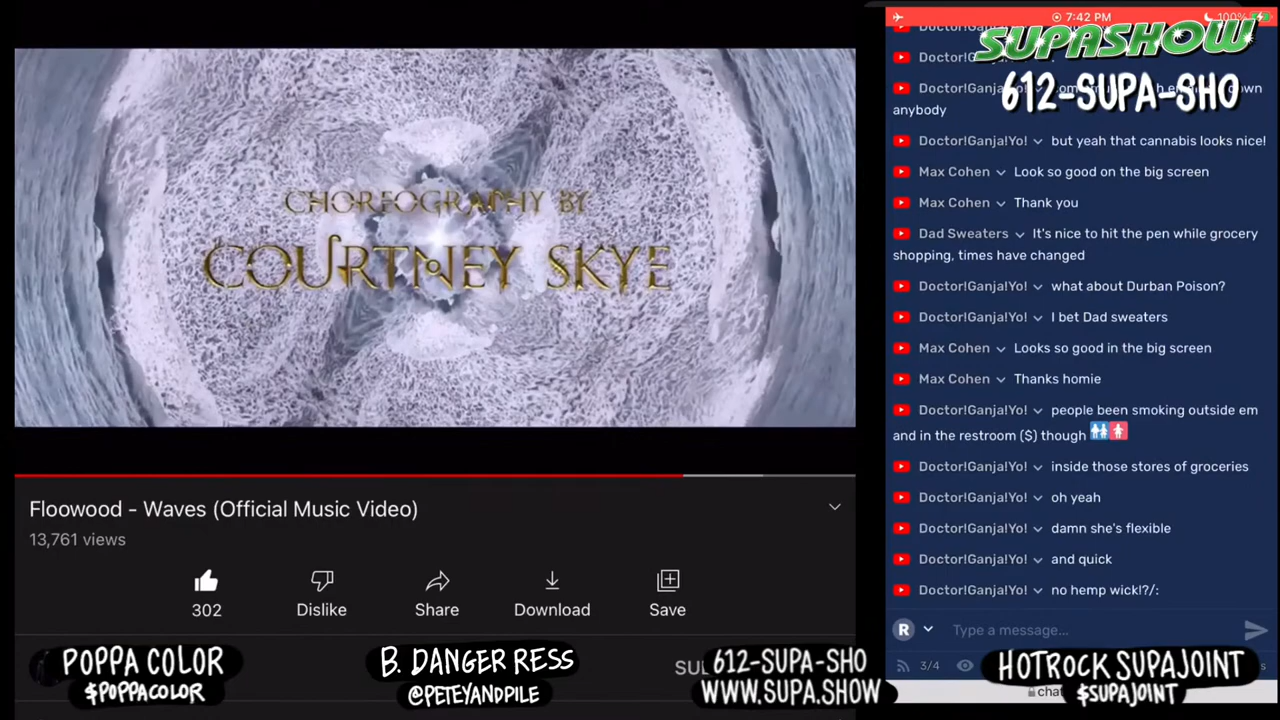 CHOREOGRAPHY BY
COURTNEY SKYE
Floowood - Waves (Official Music Video)
13,761 views
302
Dislike
Share
Download
Save
POPPA COLOR
$POPPACOLOR
B. DANGER RESS
@PETEYANDPILE
612-SUPA-SHO
WWW.SUPA.SHOW
7:42 PM
100%
SUPASHOW
612-SUPA-SHO
anybody
Doctor!Ganja!Yo! but yeah that cannabis looks nice!
Max Cohen Look so good on the big screen
Max Cohen Thank you
Dad Sweaters It's nice to hit the pen while grocery
shopping, times have changed
Doctor!Ganja!Yo! what about Durban Poison?
Doctor!Ganja!Yo! I bet Dad sweaters
Max Cohen Looks so good in the big screen
Max Cohen Thanks homie
Doctor!Ganja!Yo! people been smoking outside em
and in the restroom ($) though
Doctor!Ganja!Yo! inside those stores of groceries
Doctor!Ganja!Yo! oh yeah
Doctor!Ganja!Yo! damn she's flexible
Doctor!Ganja!Yo! and quick
Doctor!Ganja!Yo! no hemp wick!?/:
R Type a message...
3/4
HOTROCK SUPAJOINT
$SUPAJOINT